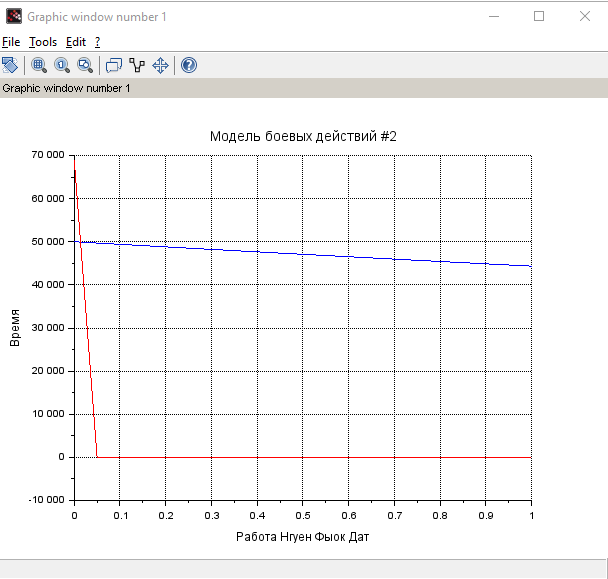 Graphic window number 1
File Tools Edit ?
Graphic window number 1
Модель боевых действий #2
70 000
60 000
50 000
40 000
30 000
20 000
10 000
0
-10 000
Время
0 0.1 0.2 0.3 0.4 0.5 0.6 0.7 0.8 0.9 1
Работа Нгуен Фыок Дат